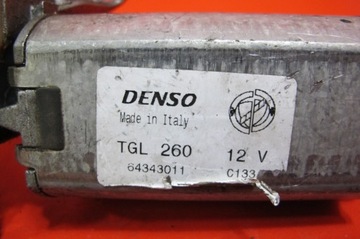 DENSO
"Made in Italy"
TGL 260 12 V
64343011 C133